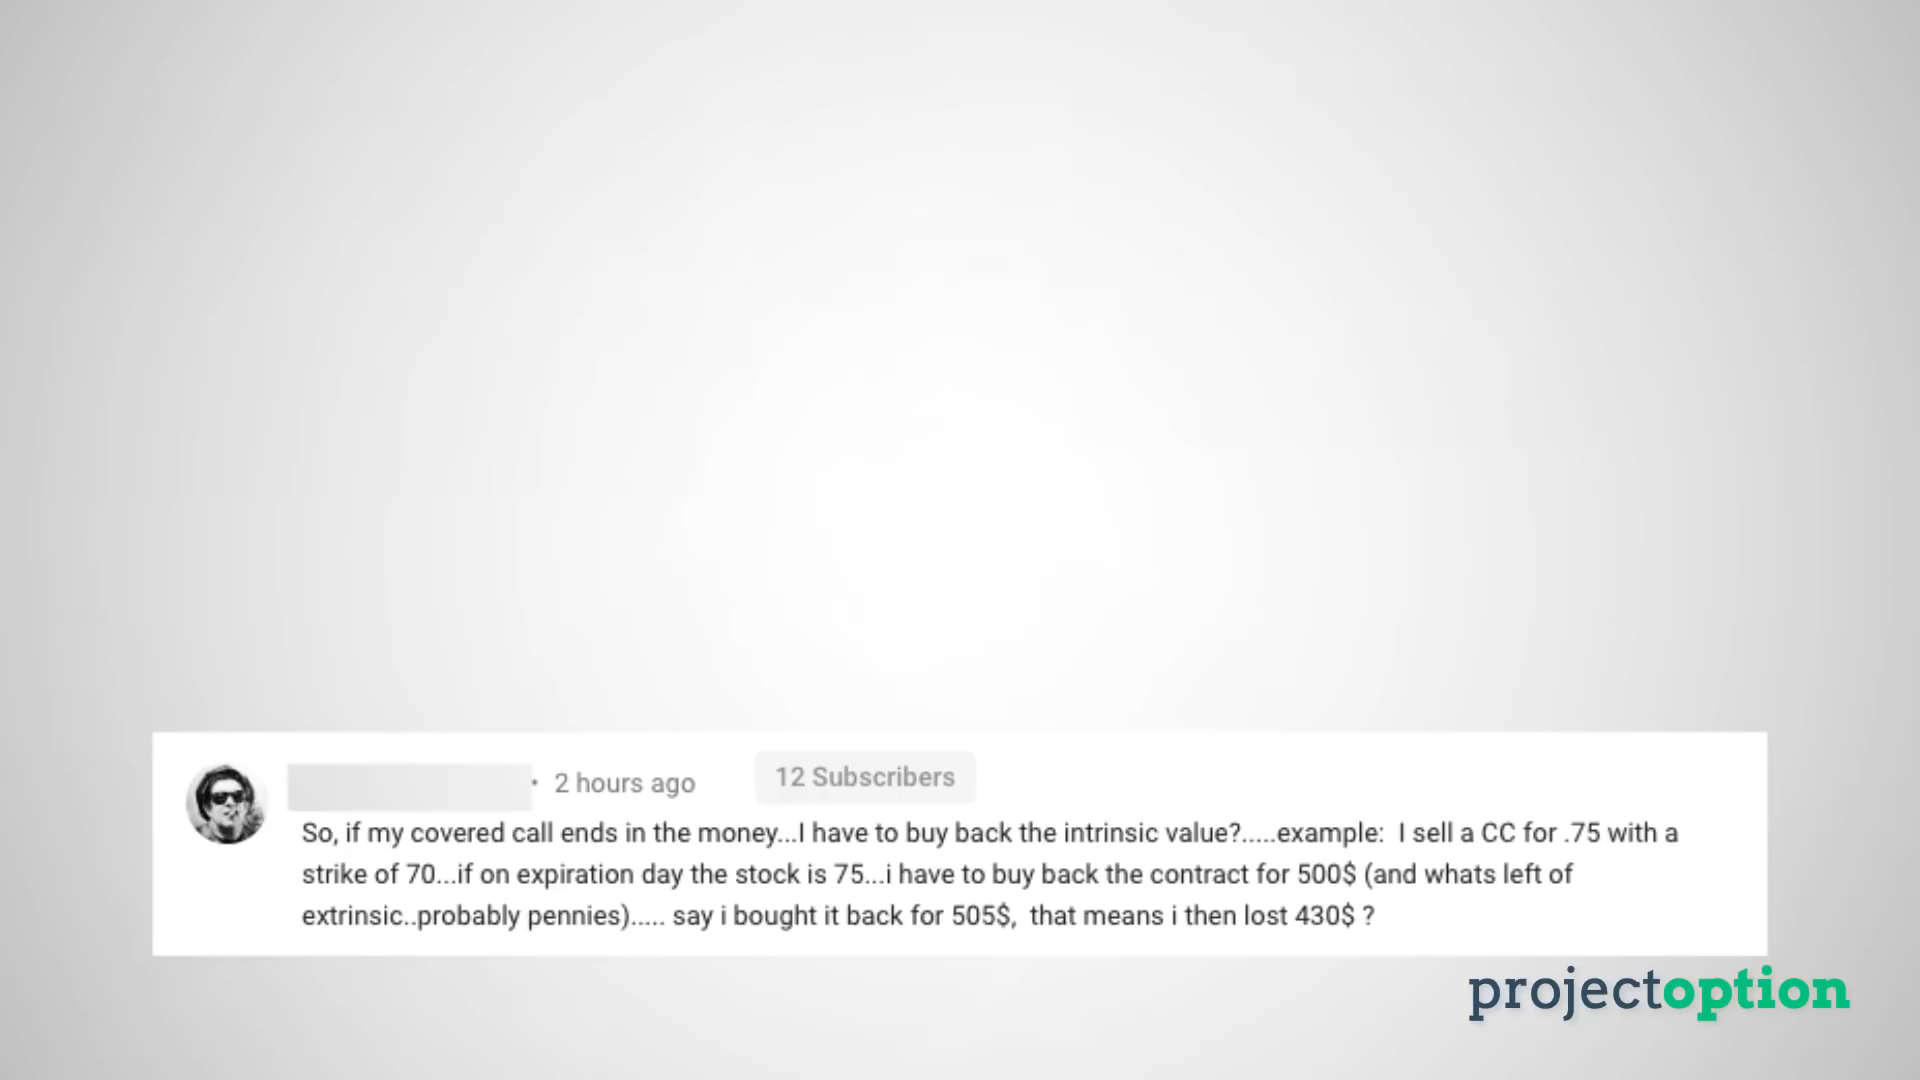 • 2 hours ago
12 Subscribers
So, if my covered call ends in the money...I have to buy back the intrinsic value?.....example:  I sell a CC for .75 with a
strike of 70...if on expiration day the stock is 75...i have to buy back the contract for 500$ (and whats left of
extrinsic..probably pennies)..... say i bought it back for 505$,  that means i then lost 430$ ?
projectoption